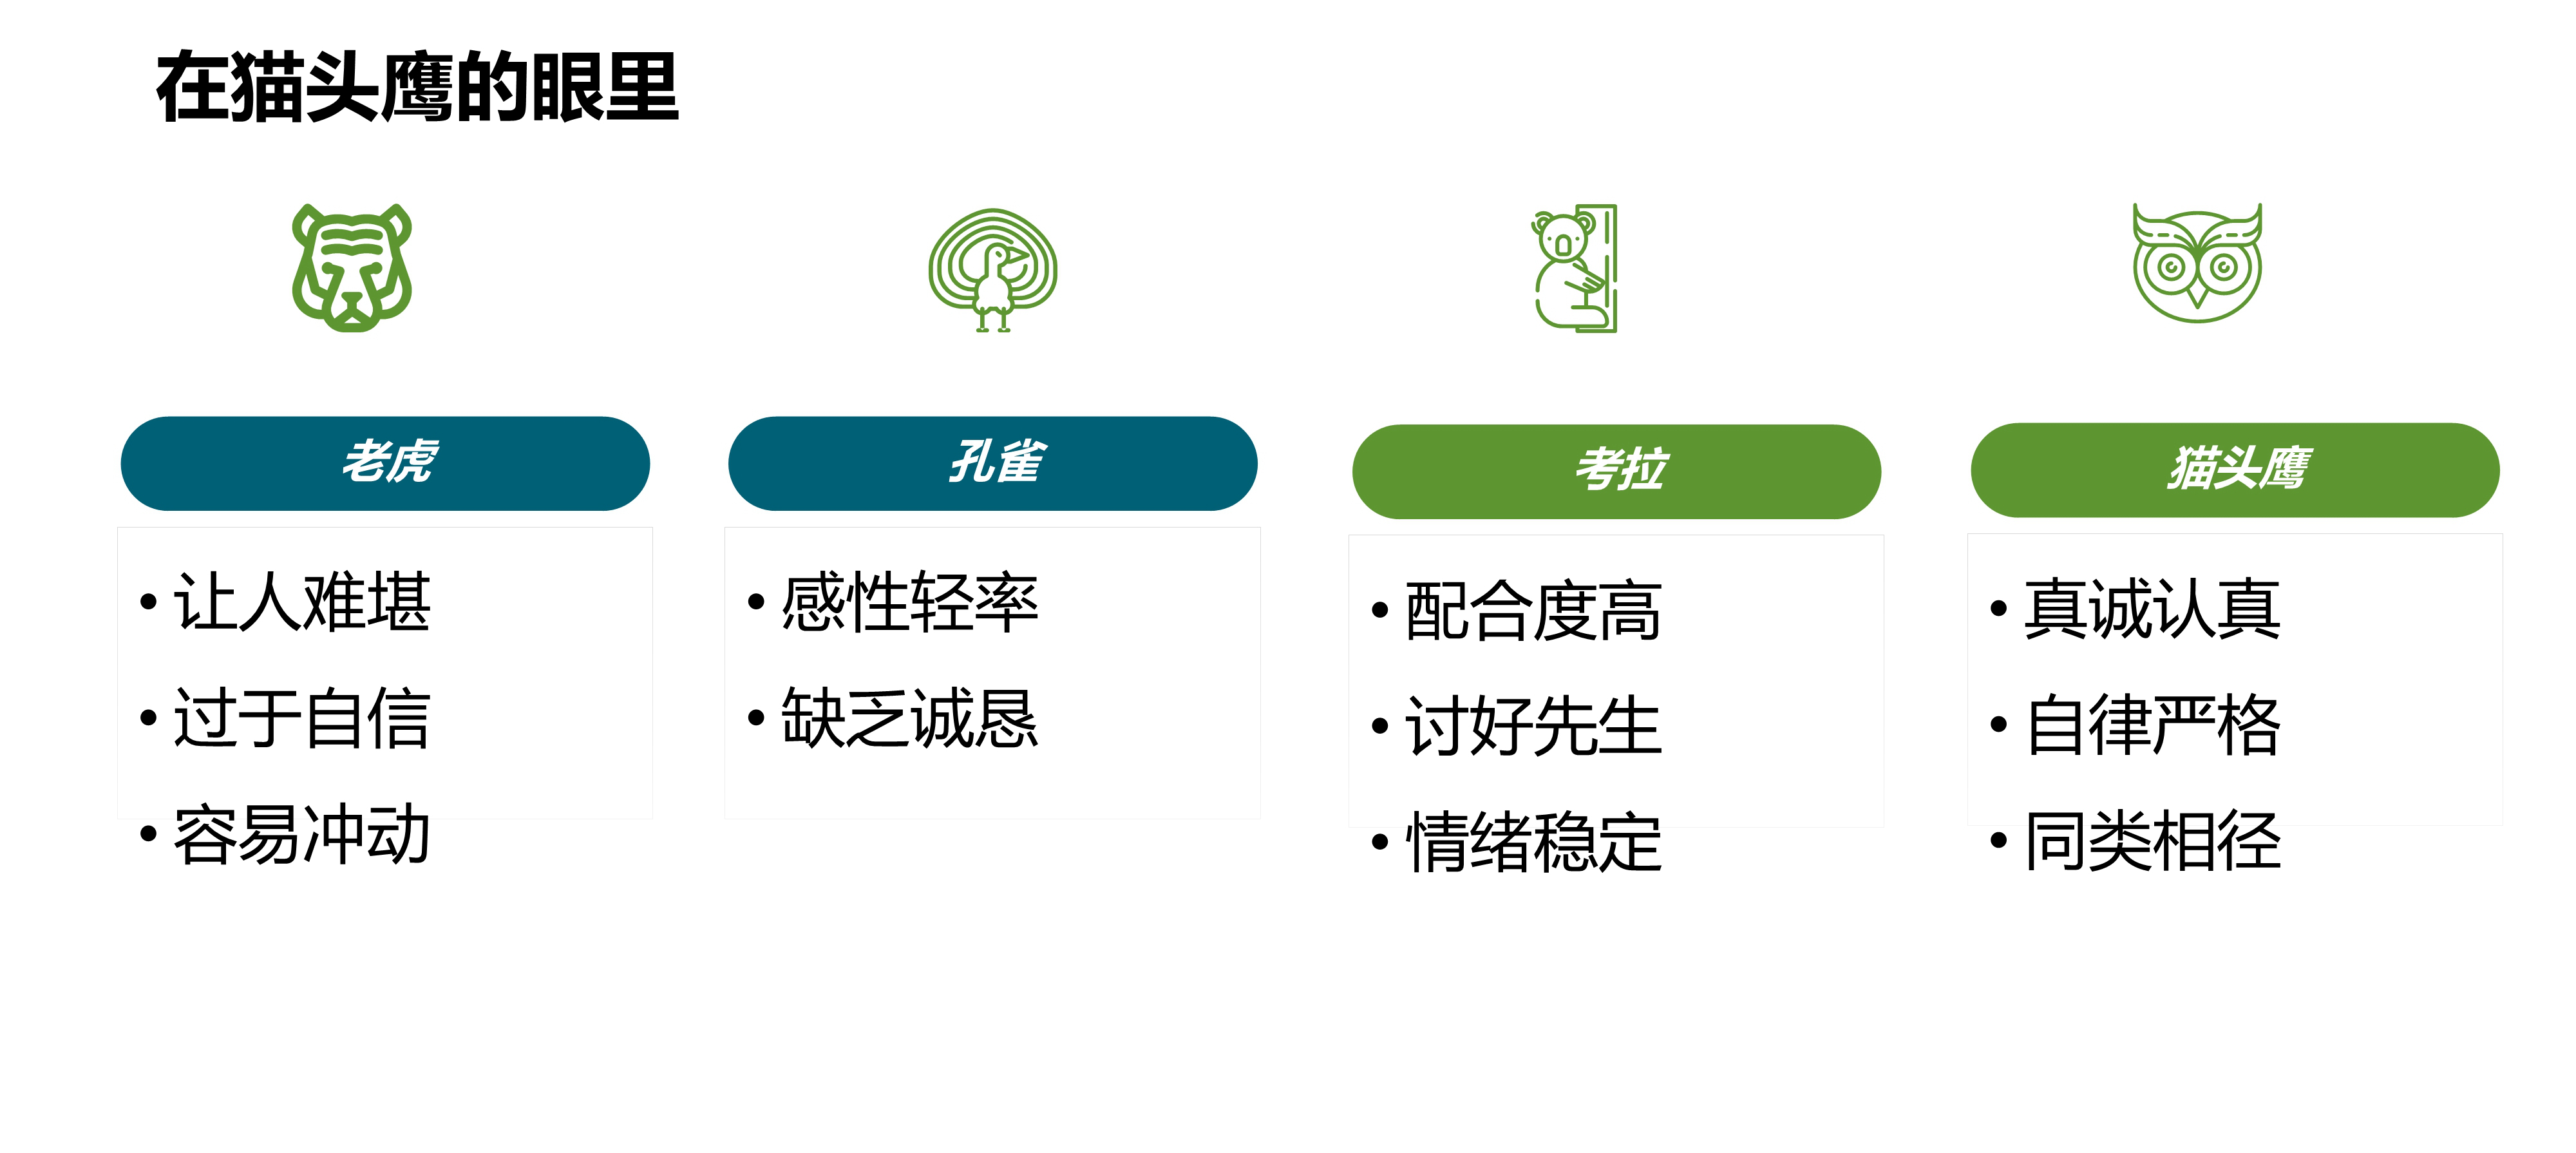 在猫头鹰的眼里
老虎
• 让人难堪
• 过于自信
• 容易冲动
孔雀
• 感性轻率
• 缺乏诚恳
考拉
• 配合度高
• 讨好先生
• 情绪稳定
猫头鹰
• 真诚认真
• 自律严格
• 同类相径